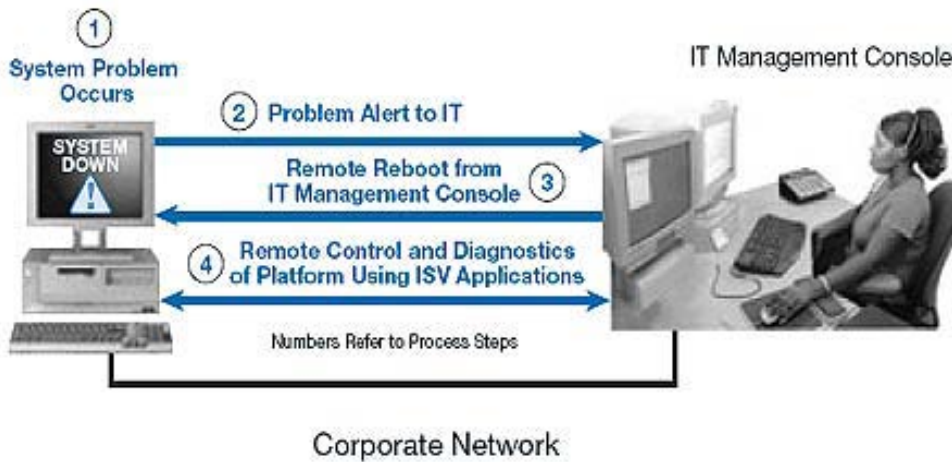 1
System Problem
Occurs
IT Management Console
2 Problem Alert to IT
SYSTEM
DOWN
!
Remote Reboot from
IT Management Console 3
4 Remote Control and Diagnostics
of Platform Using ISV Applications
Numbers Refer to Process Steps
Corporate Network